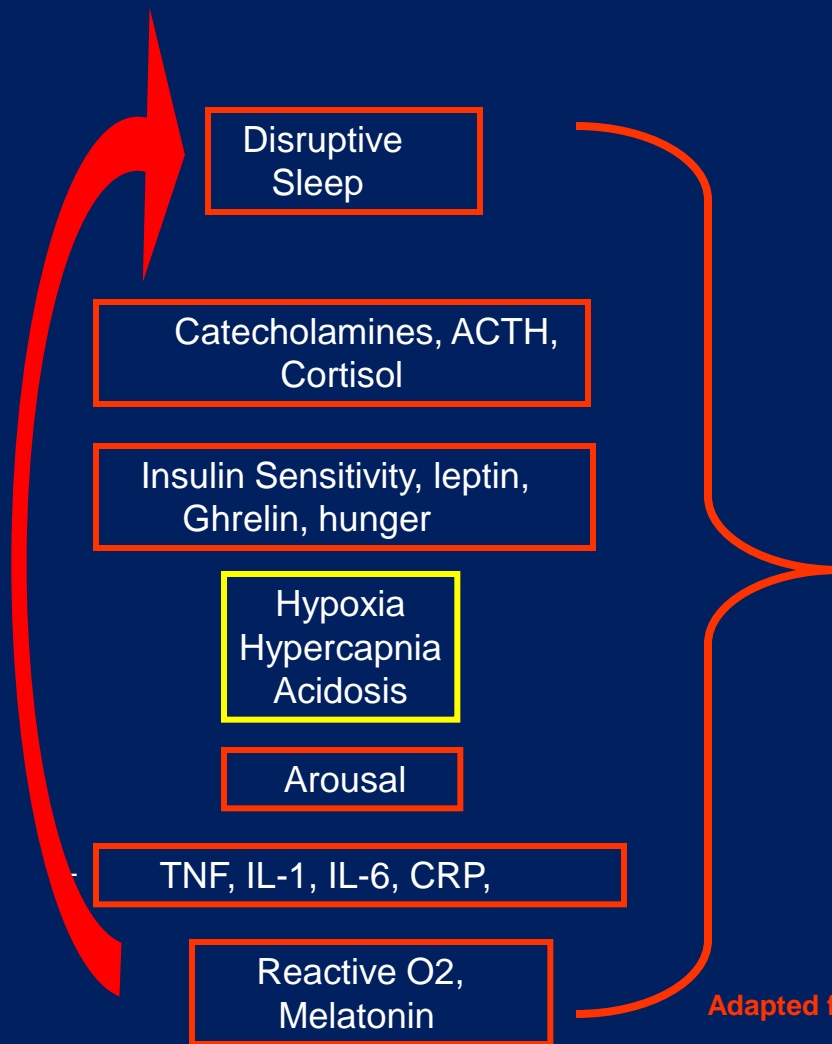 Disruptive
Sleep
Catecholamines, ACTH,
Cortisol
Insulin Sensitivity, leptin,
Ghrelin, hunger
Hypoxia
Hypercapnia
Acidosis
Arousal
TNF, IL-1, IL-6, CRP,
Reactive O2,
Melatonin
Adapted f